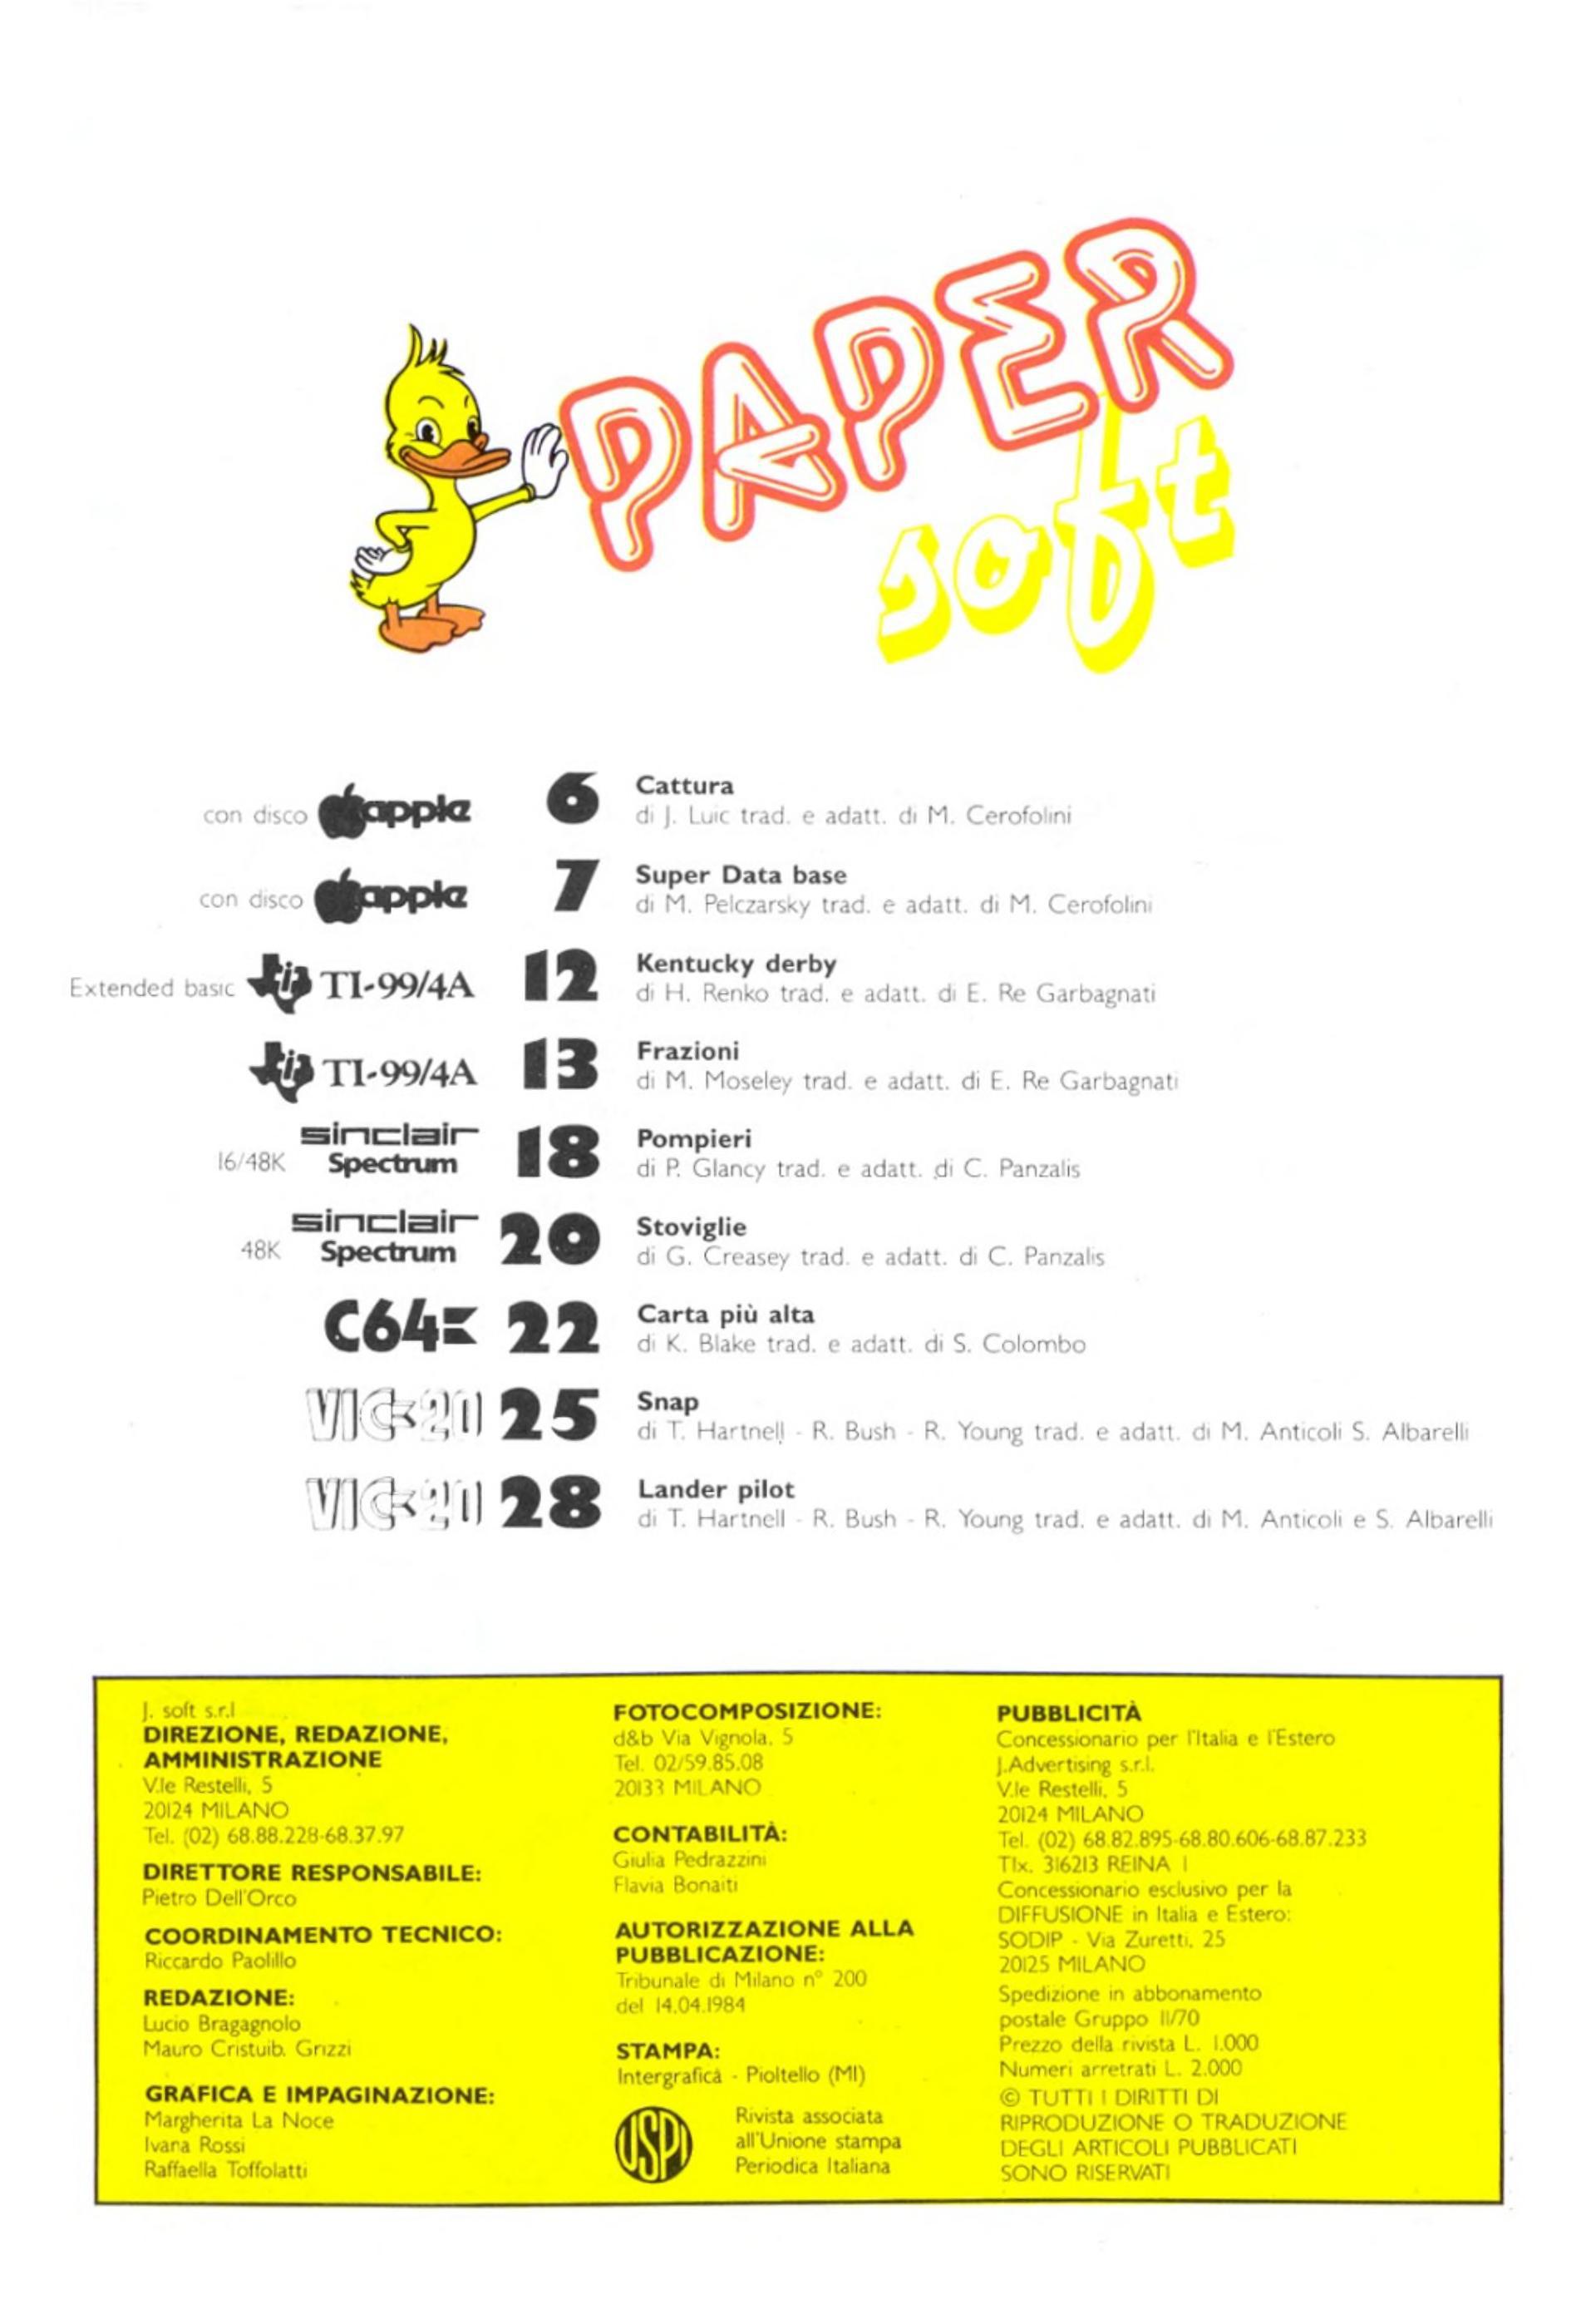 PAPER
soft
con disco apple 6 Cattura
di J. Luic trad. e adatt. di M. Cerofolini
con disco apple 7 Super Data base
di M. Pelczarsky trad. e adatt. di M. Cerofolini
Extended basic TI-99/4A 12 Kentucky derby
di H. Renko trad. e adatt. di E. Re Garbagnati
TI-99/4A 13 Frazioni
di M. Moseley trad. e adatt. di E. Re Garbagnati
16/48K sinclair Spectrum 18 Pompieri
di P. Glancy trad. e adatt. di C. Panzalis
48K sinclair Spectrum 20 Stoviglie
di G. Creasey trad. e adatt. di C. Panzalis
C64 22 Carta più alta
di K. Blake trad. e adatt. di S. Colombo
VIC-20 25 Snap
di T. Hartnell - R. Bush - R. Young trad. e adatt. di M. Anticoli S. Albarelli
VIC-20 28 Lander pilot
di T. Hartnell - R. Bush - R. Young trad. e adatt. di M. Anticoli e S. Albarelli
J. soft s.r.l
DIREZIONE, REDAZIONE,
AMMINISTRAZIONE
V.le Restelli, 5
20124 MILANO
Tel. (02) 68.88.228-68.37.97
DIRETTORE RESPONSABILE:
Pietro Dell'Orco
COORDINAMENTO TECNICO:
Riccardo Paolillo
REDAZIONE:
Lucio Bragagnolo
Mauro Cristuib. Grizzi
GRAFICA E IMPAGINAZIONE:
Margherita La Noce
Ivana Rossi
Raffaella Toffolatti
FOTOCOMPOSIZIONE:
d&b Via Vignola, 5
Tel. 02/59.85.08
20133 MILANO
CONTABILITÀ:
Giulia Pedrazzini
Flavia Bonaiti
AUTORIZZAZIONE ALLA
PUBBLICAZIONE:
Tribunale di Milano n° 200
del 14.04.1984
STAMPA:
Intergrafica - Pioltello (MI)
USPI
Rivista associata
all'Unione stampa
Periodica Italiana
PUBBLICITÀ
Concessionario per l'Italia e l'Estero
J.Advertising s.r.l.
V.le Restelli, 5
20124 MILANO
Tel. (02) 68.82.895-68.80.606-68.87.233
Tlx. 316213 REINA I
Concessionario esclusivo per la
DIFFUSIONE in Italia e Estero:
SODIP - Via Zuretti, 25
20125 MILANO
Spedizione in abbonamento
postale Gruppo II/70
Prezzo della rivista L. 1.000
Numeri arretrati L. 2.000
© TUTTI I DIRITTI DI
RIPRODUZIONE O TRADUZIONE
DEGLI ARTICOLI PUBBLICATI
SONO RISERVATI